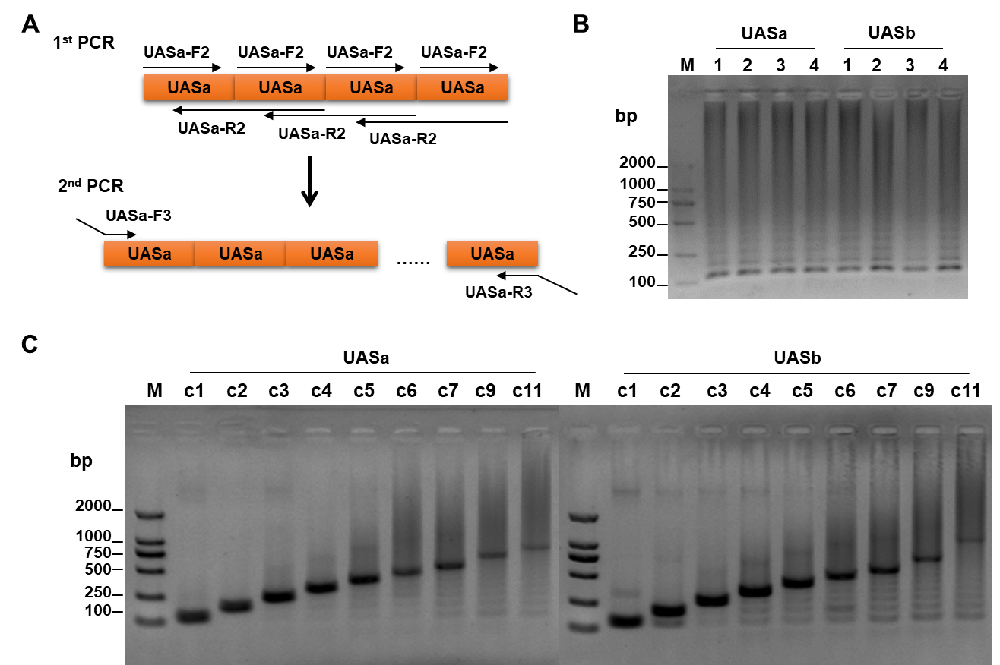 A
1st PCR
UASa-F2 UASa-F2 UASa-F2 UASa-F2
UASa UASa UASa UASa
UASa-R2 UASa-R2 UASa-R2
2nd PCR
UASa-F3
UASa UASa UASa ...... UASa
UASa-R3
B
UASa UASb
M 1 2 3 4 1 2 3 4
bp
2000
1000
750
500
250
100
C
UASa UASb
M c1 c2 c3 c4 c5 c6 c7 c9 c11 M c1 c2 c3 c4 c5 c6 c7 c9 c11
bp
2000
1000
750
500
250
100